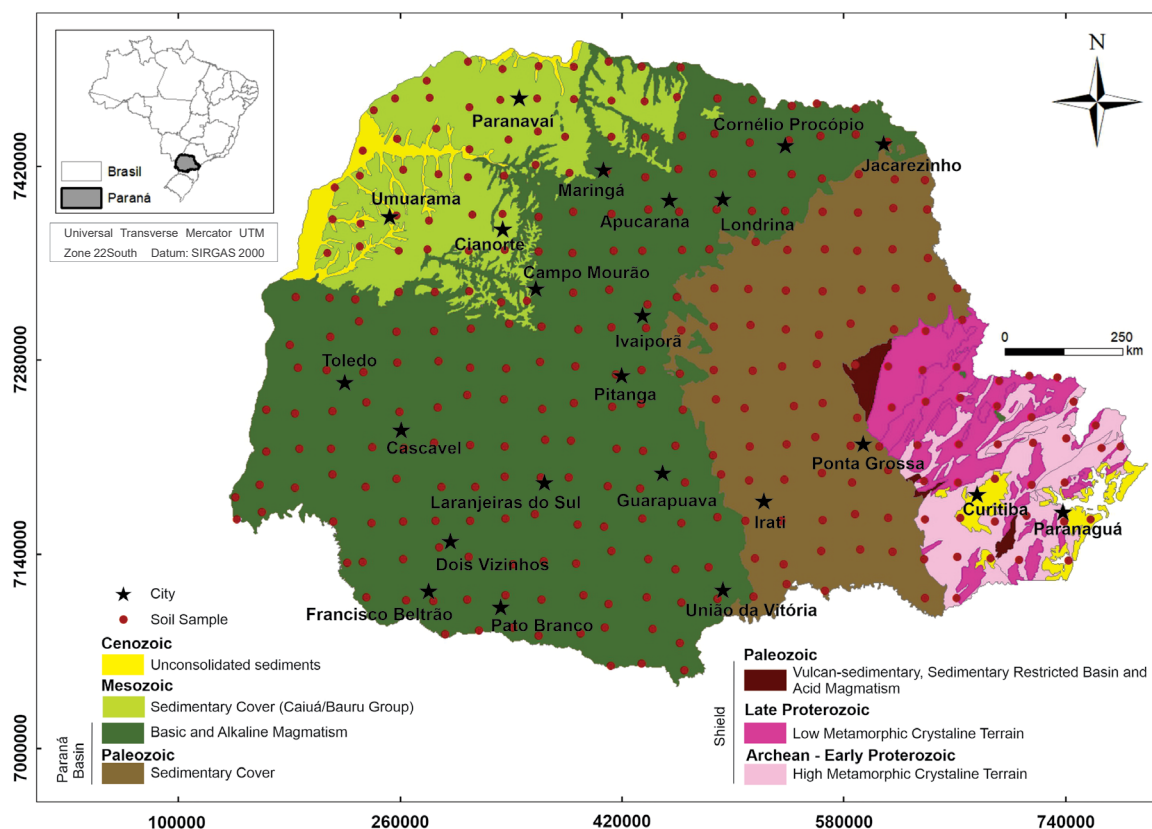 Brasil
Paraná
Universal Transverse Mercator UTM
Zone 22South Datum: SIRGAS 2000
N
7420000
7280000
7140000
7000000
Paranavaí
Cornélio Procópio
Jacarezinho
Maringá
Umuarama
Apucarana
Londrina
Cianorte
Campo Mourão
Ivaiporã
0 250
km
Toledo
Pitanga
Cascavel
Ponta Grossa
Laranjeiras do Sul
Guarapuava
Irati
Curitiba
Paranaguá
Dois Vizinhos
Francisco Beltrão
Pato Branco
União da Vitória
City
Soil Sample
Cenozoic
Unconsolidated sediments
Mesozoic
Sedimentary Cover (Caiuá/Bauru Group)
Basic and Alkaline Magmatism
Paraná
Basin
Paleozoic
Sedimentary Cover
Shield
Paleozoic
Vulcan-sedimentary, Sedimentary Restricted Basin and
Acid Magmatism
Late Proterozoic
Low Metamorphic Crystaline Terrain
Archean - Early Proterozoic
High Metamorphic Crystaline Terrain
100000 260000 420000 580000 740000